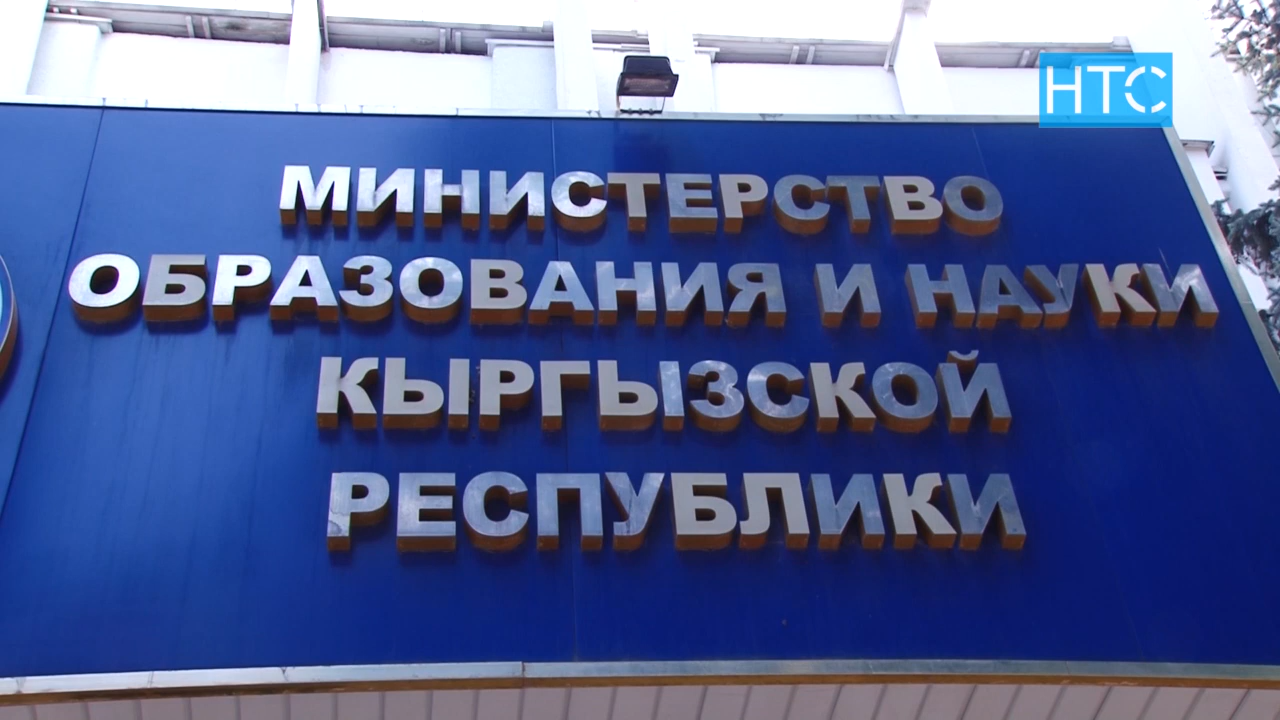 НТС
МИНИСТЕРСТВО
ОБРАЗОВАНИЯ И НАУКИ
КЫРГЫЗСКОЙ
РЕСПУБЛИКИ